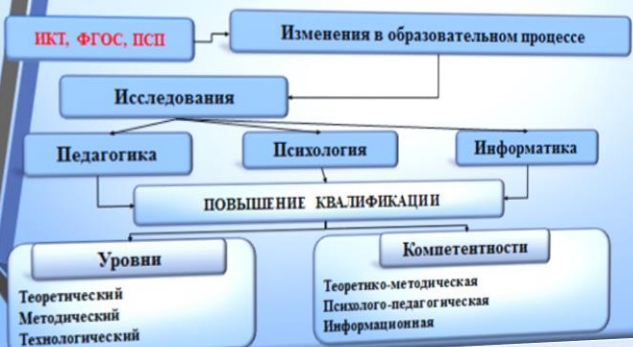 ИКТ, ФГОС, ПСП
Изменения в образовательном процессе
Исследования
Педагогика
Психология
Информатика
ПОВЫШЕНИЕ КВАЛИФИКАЦИИ
Уровни
Теоретический
Методический
Технологический
Компетентности
Теоретико-методическая
Психолого-педагогическая
Информационная